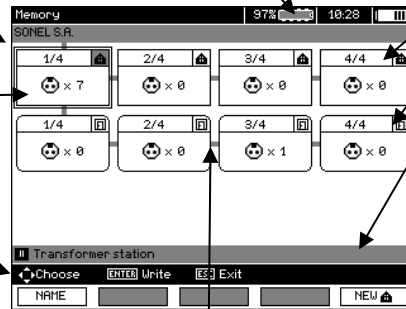 Memory 97% 10:28
SONEL S.A.
1/4 2/4 3/4 4/4
× 7 × 0 × 0 × 0
1/4 2/4 3/4 4/4
× 0 × 0 × 1 × 0
Transformer station
Choose ENTER Write ESC Exit
NAME NEW